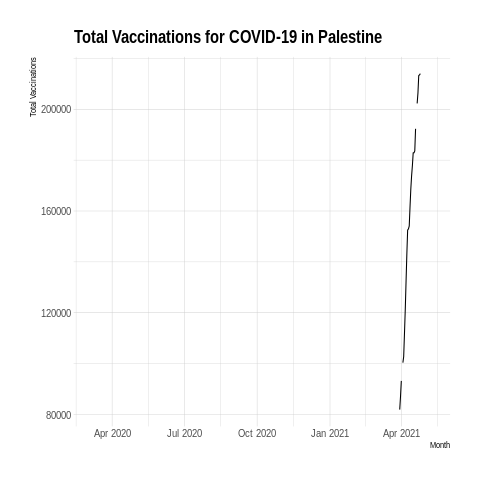 Total Vaccinations for COVID-19 in Palestine
Total Vaccinations
200000
160000
120000
80000
Apr 2020 Jul 2020 Oct 2020 Jan 2021 Apr 2021
Month